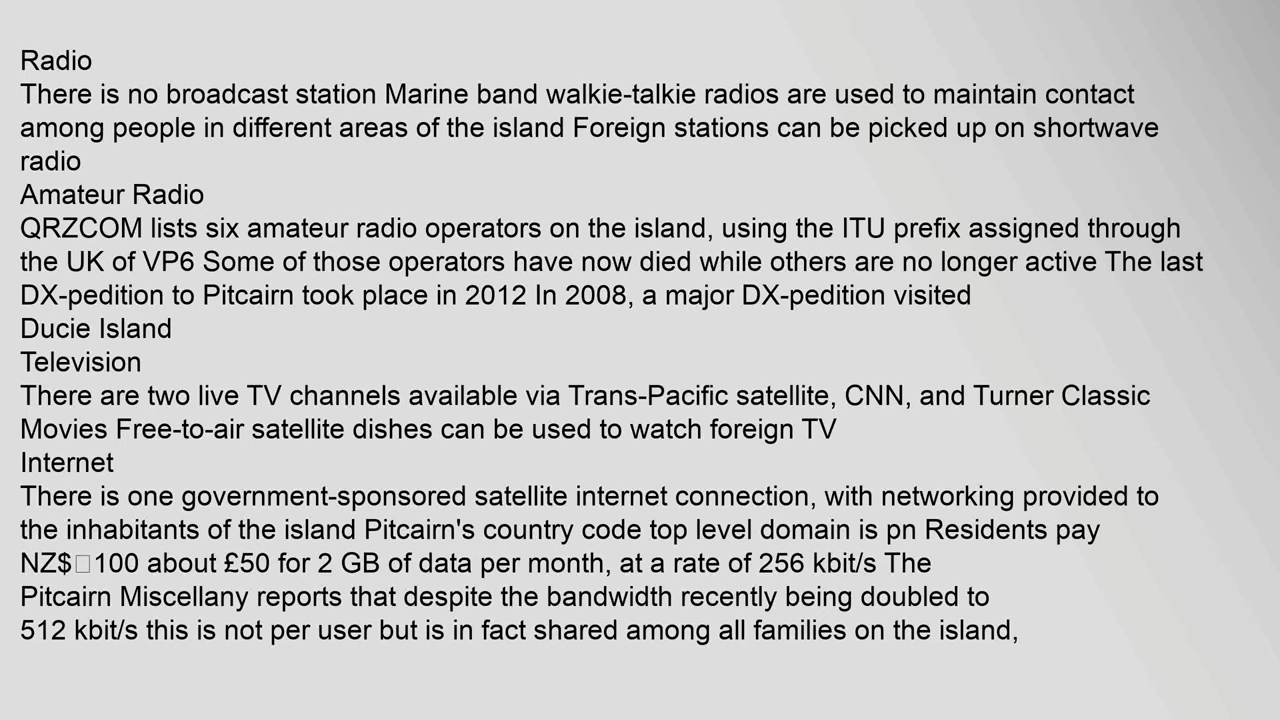 Radio
There is no broadcast station Marine band walkie-talkie radios are used to maintain contact
among people in different areas of the island Foreign stations can be picked up on shortwave
radio
Amateur Radio
QRZCOM lists six amateur radio operators on the island, using the ITU prefix assigned through
the UK of VP6 Some of those operators have now died while others are no longer active The last
DX-pedition to Pitcairn took place in 2012 In 2008, a major DX-pedition visited
Ducie Island
Television
There are two live TV channels available via Trans-Pacific satellite, CNN, and Turner Classic
Movies Free-to-air satellite dishes can be used to watch foreign TV
Internet
There is one government-sponsored satellite internet connection, with networking provided to
the inhabitants of the island Pitcairn's country code top level domain is pn Residents pay
NZ$□100 about £50 for 2 GB of data per month, at a rate of 256 kbit/s The
Pitcairn Miscellany reports that despite the bandwidth recently being doubled to
512 kbit/s this is not per user but is in fact shared among all families on the island,